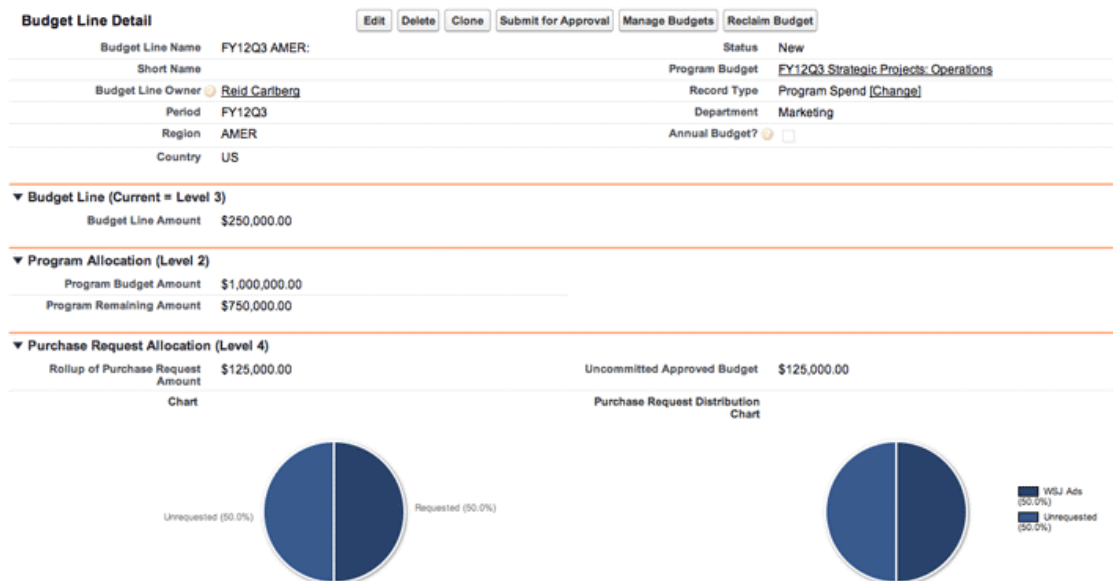 Budget Line Detail Edit Delete Clone Submit for Approval Manage Budgets Reclaim Budget
Budget Line Name FY12Q3 AMER: Status New
Short Name Program Budget FY12Q3 Strategic Projects: Operations
Budget Line Owner Reid Carlberg Record Type Program Spend [Change]
Period FY12Q3 Department Marketing
Region AMER Annual Budget?
Country US
Budget Line (Current = Level 3)
Budget Line Amount $250,000.00
Program Allocation (Level 2)
Program Budget Amount $1,000,000.00
Program Remaining Amount $750,000.00
Purchase Request Allocation (Level 4)
Rollup of Purchase Request Amount $125,000.00 Uncommitted Approved Budget $125,000.00
Chart Purchase Request Distribution Chart
Unrequested (50.0%) Requested (50.0%)
WSJ Ads (50.0%)
Unrequested (50.0%)